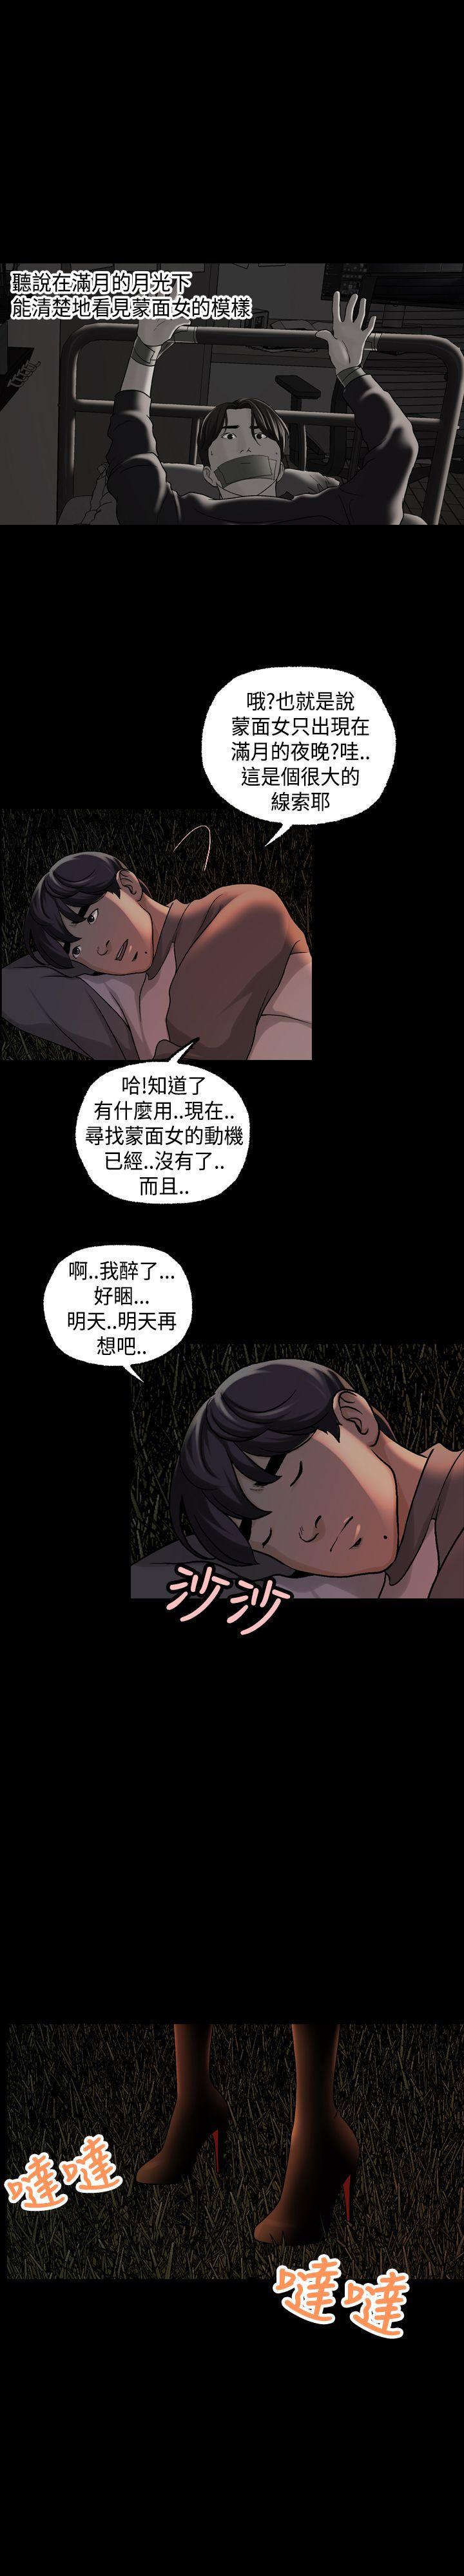 聽說在滿月的月光下
能清楚地看見蒙面女的模樣
哦?也就是說
蒙面女只出現在
滿月的夜晚?哇..
這是個很大的
線索耶
哈!知道了
有什麼用..現在..
尋找蒙面女的動機
已經..沒有了..
而且..
啊..我醉了...
好睏...
明天..明天再
想吧..
沙沙
噠噠
噠噠